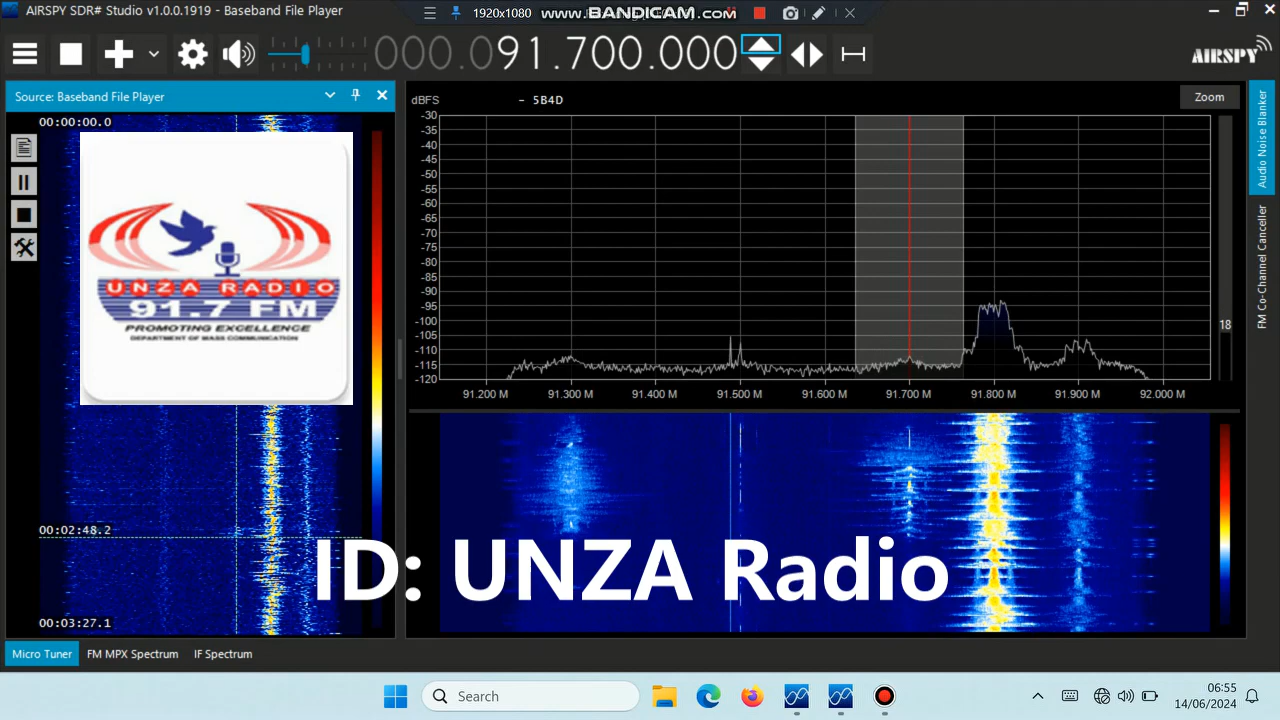 AIRSPY SDR# Studio v1.0.0.1919 - Baseband File Player
1920x1080
www.BANDICAM.com
000.091.700.000
AIRSPY
Source: Baseband File Player
00:00:00.0
UNZA RADIO
91.7 FM
PROMOTING EXCELLENCE
DEPARTMENT OF MASS COMMUNICATION
00:02:48.2
00:03:27.1
dBFS
- 5B4D
Zoom
-30
-35
-40
-45
-50
-55
-60
-65
-70
-75
-80
-85
-90
-95
-100
-105
-110
-115
-120
18
91.200 M 91.300 M 91.400 M 91.500 M 91.600 M 91.700 M 91.800 M 91.900 M 92.000 M
Audio Noise Blanker
FM Co-Channel Canceller
ID: UNZA Radio
Micro Tuner FM MPX Spectrum IF Spectrum
Search
06:55
14/06/2024